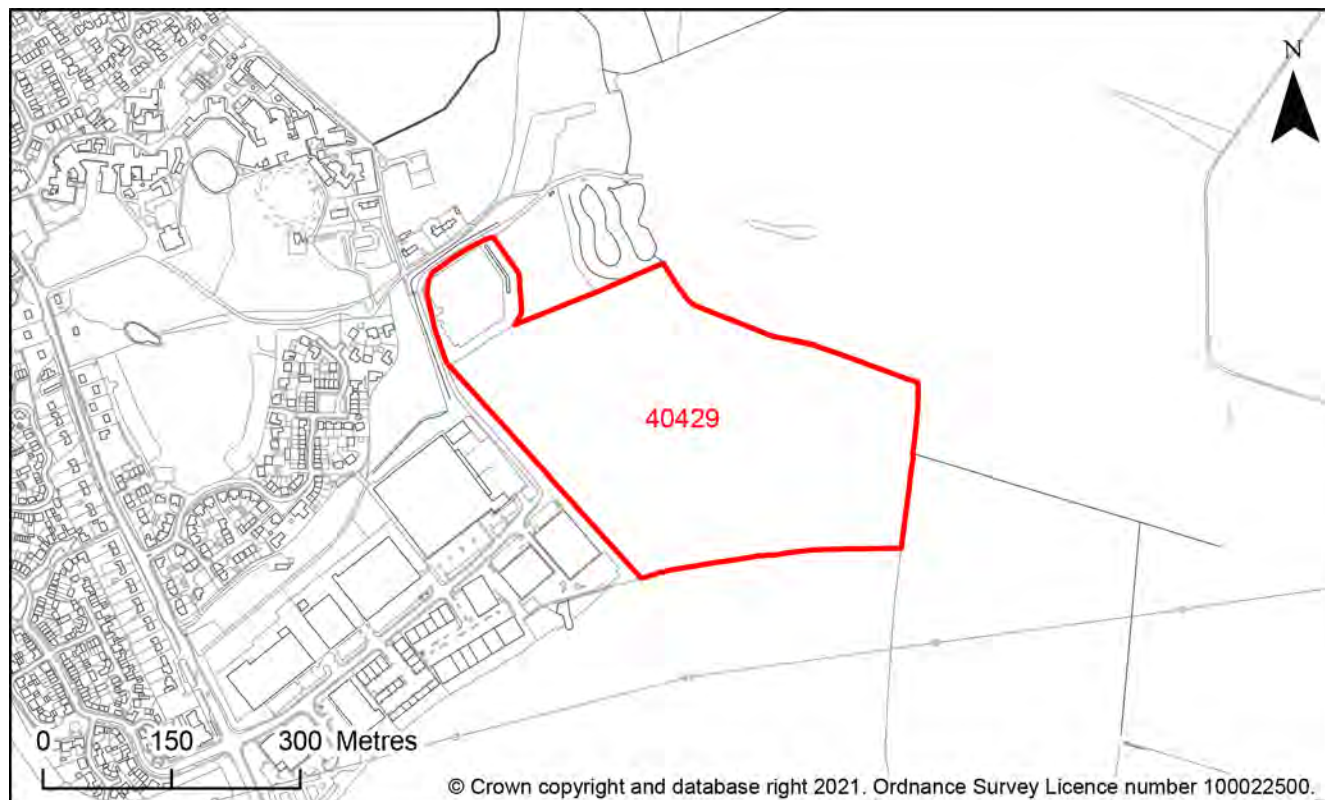 N
40429
0 150 300 Metres
© Crown copyright and database right 2021. Ordnance Survey Licence number 100022500.